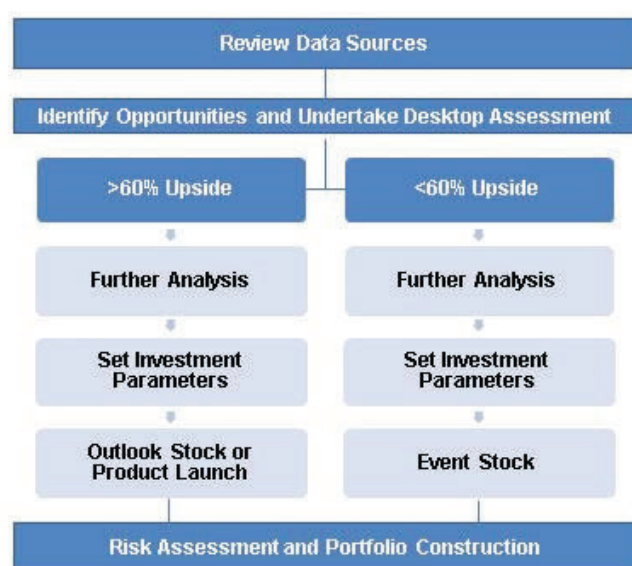 Review Data Sources
Identify Opportunities and Undertake Desktop Assessment
>60% Upside
<60% Upside
Further Analysis
Further Analysis
Set Investment
Parameters
Set Investment
Parameters
Outlook Stock or
Product Launch
Event Stock
Risk Assessment and Portfolio Construction